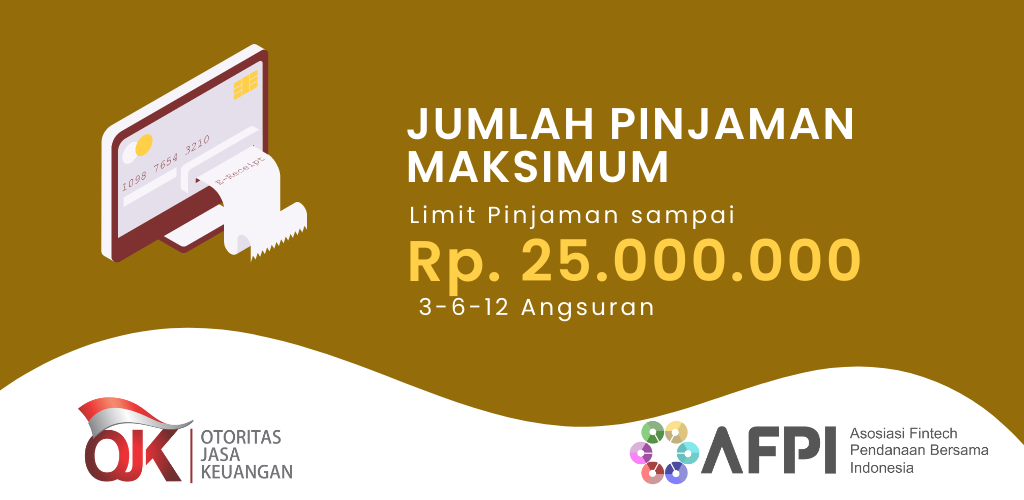 1098 7654 3210
E-Receipt
JUMLAH PINJAMAN
MAKSIMUM
Limit Pinjaman sampai
Rp. 25.000.000
3-6-12 Angsuran
OJK
OTORITAS
JASA
KEUANGAN
AFPI
Asosiasi Fintech
Pendanaan Bersama
Indonesia